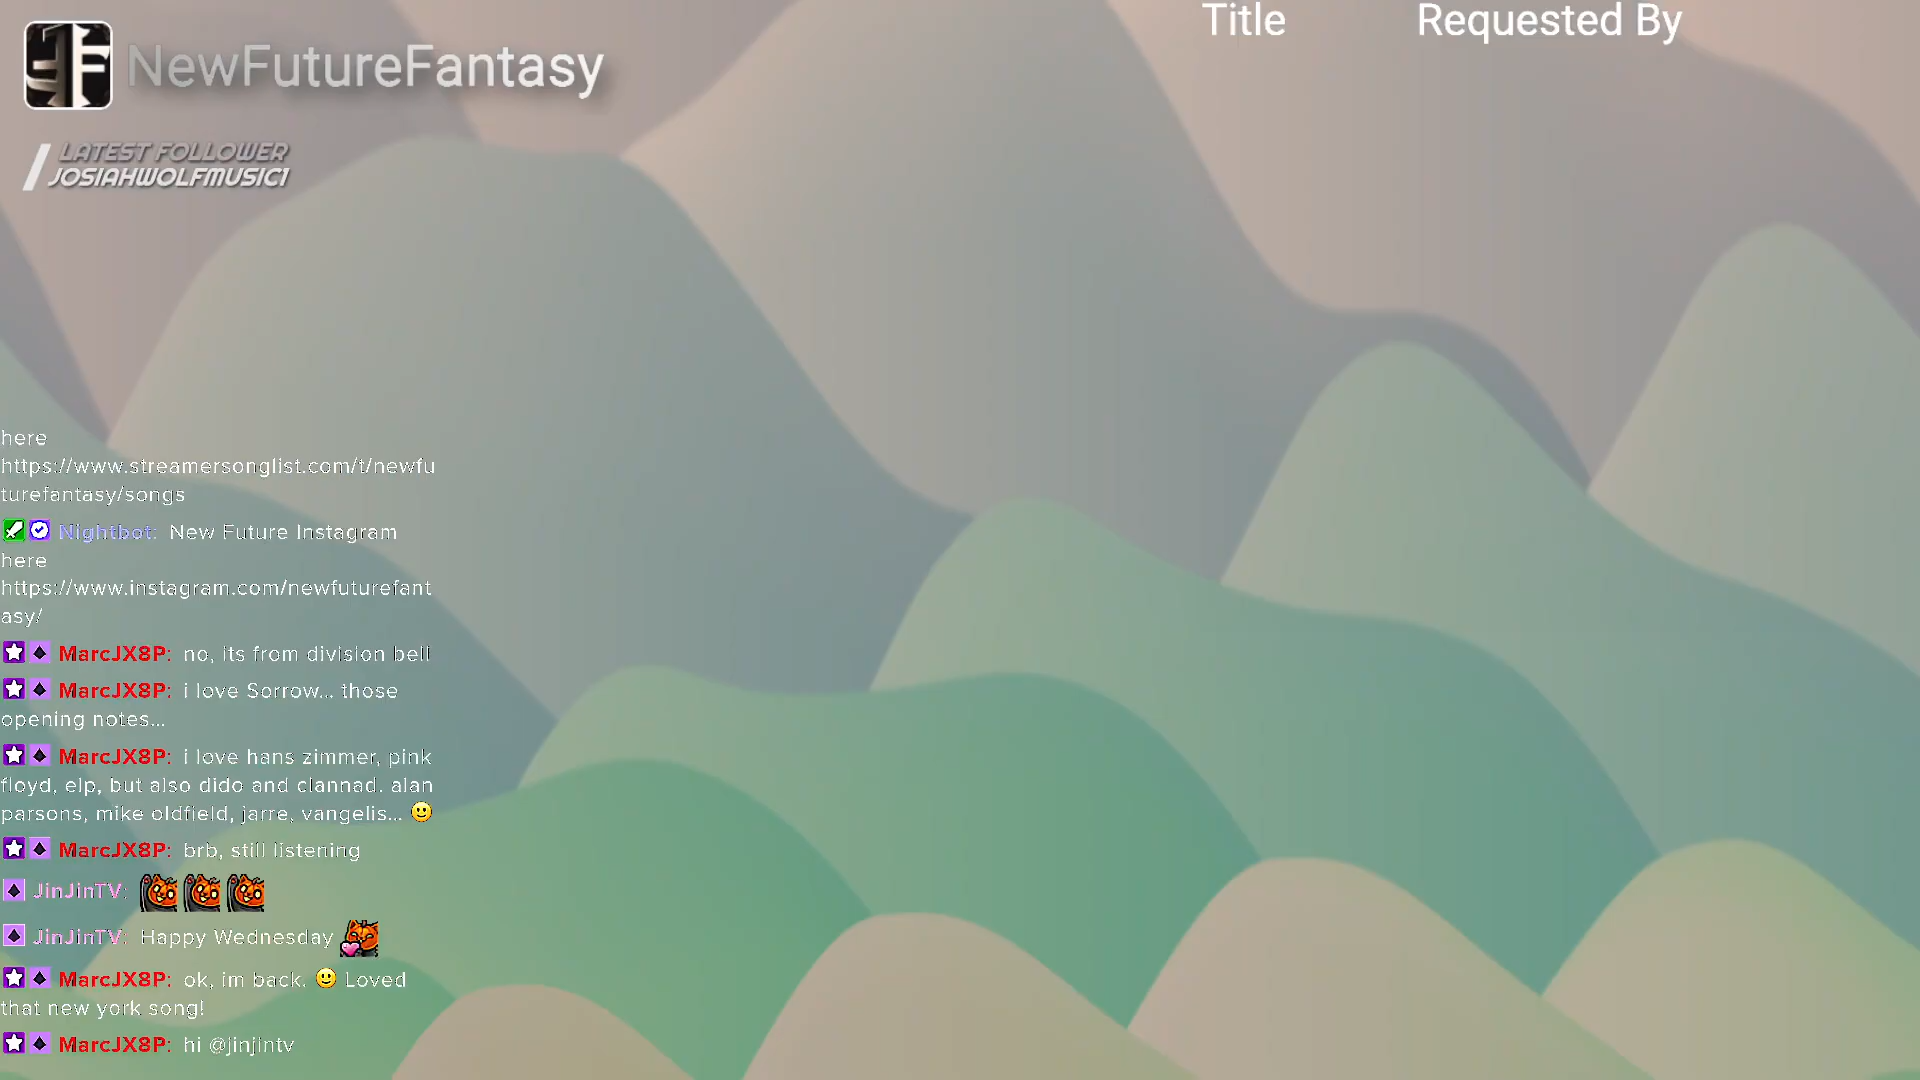 NewFutureFantasy
Title Requested By
LATEST FOLLOWER
JOSIAHWOLFMUSIC1
here
https://www.streamersonglist.com/t/newfu
turefantasy/songs
Nightbot: New Future Instagram
here
https://www.instagram.com/newfuturefant
asy/
MarcJX8P: no, its from division bell
MarcJX8P: i love Sorrow... those
opening notes...
MarcJX8P: i love hans zimmer, pink
floyd, elp, but also dido and clannad. alan
parsons, mike oldfield, jarre, vangelis... 🙂
MarcJX8P: brb, still listening
JinJinTV:
JinJinTV: Happy Wednesday
MarcJX8P: ok, im back. 🙂 Loved
that new york song!
MarcJX8P: hi @jinjintv